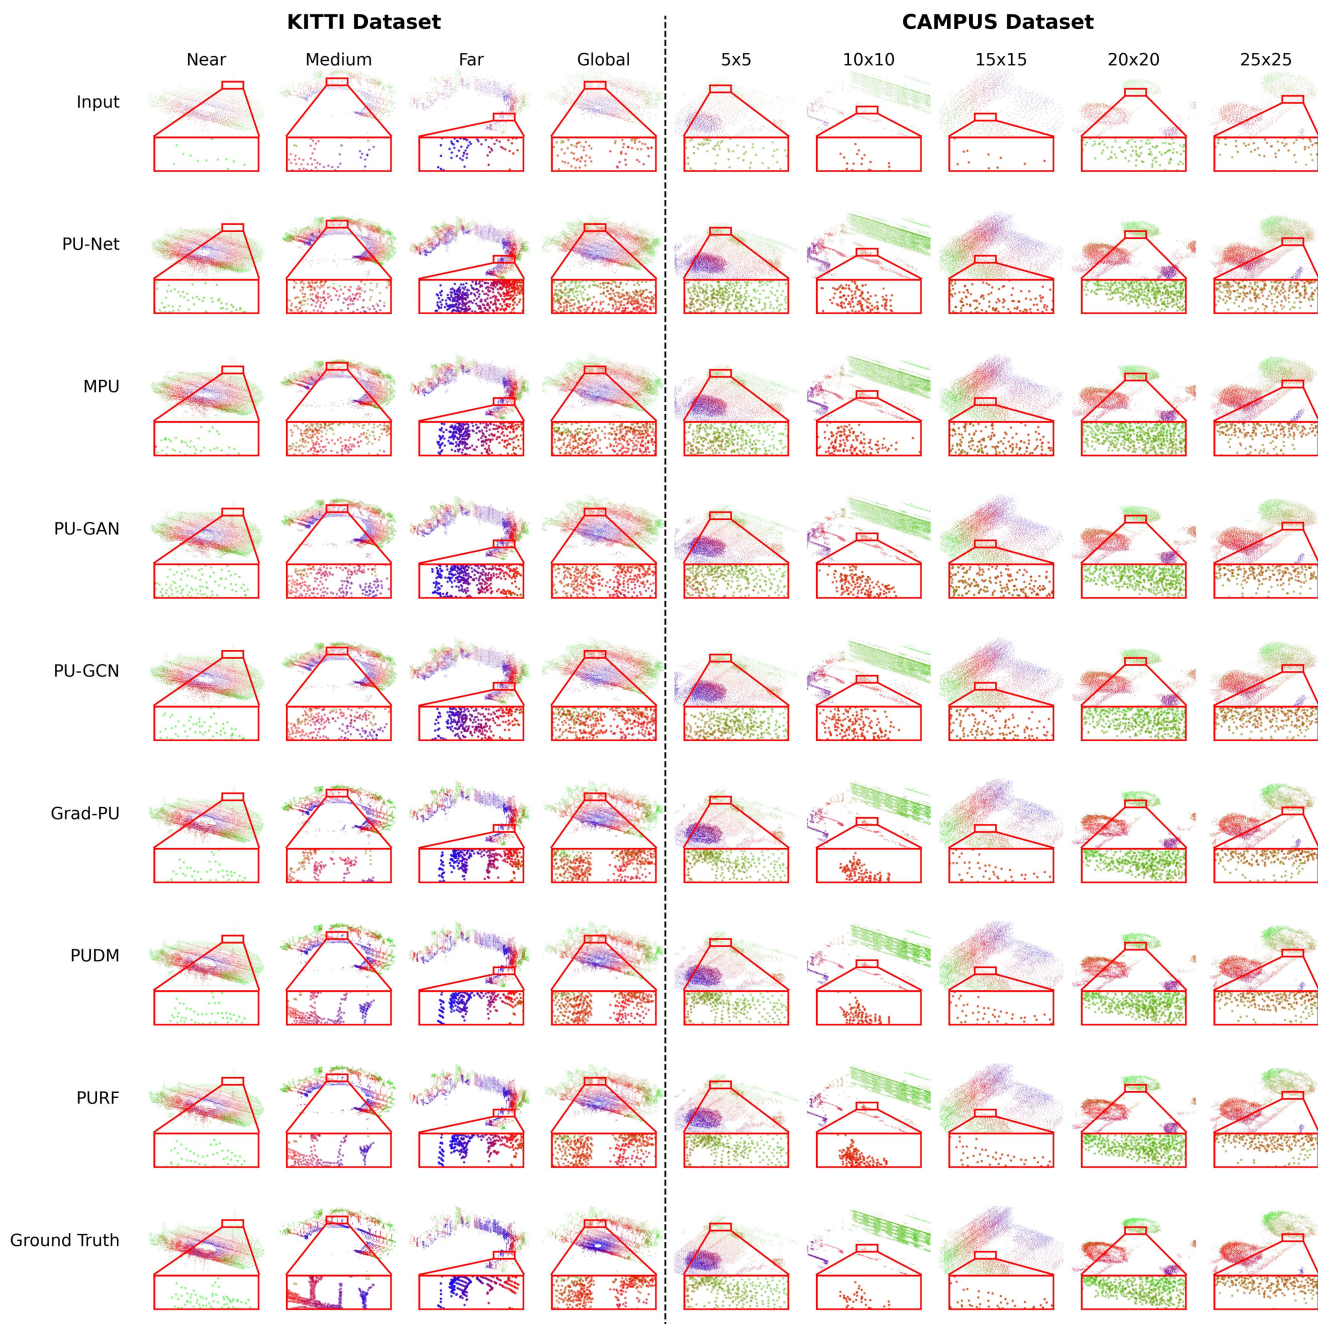 KITTI Dataset CAMPUS Dataset
Near Medium Far Global 5x5 10x10 15x15 20x20 25x25
Input
PU-Net
MPU
PU-GAN
PU-GCN
Grad-PU
PUDM
PURF
Ground Truth